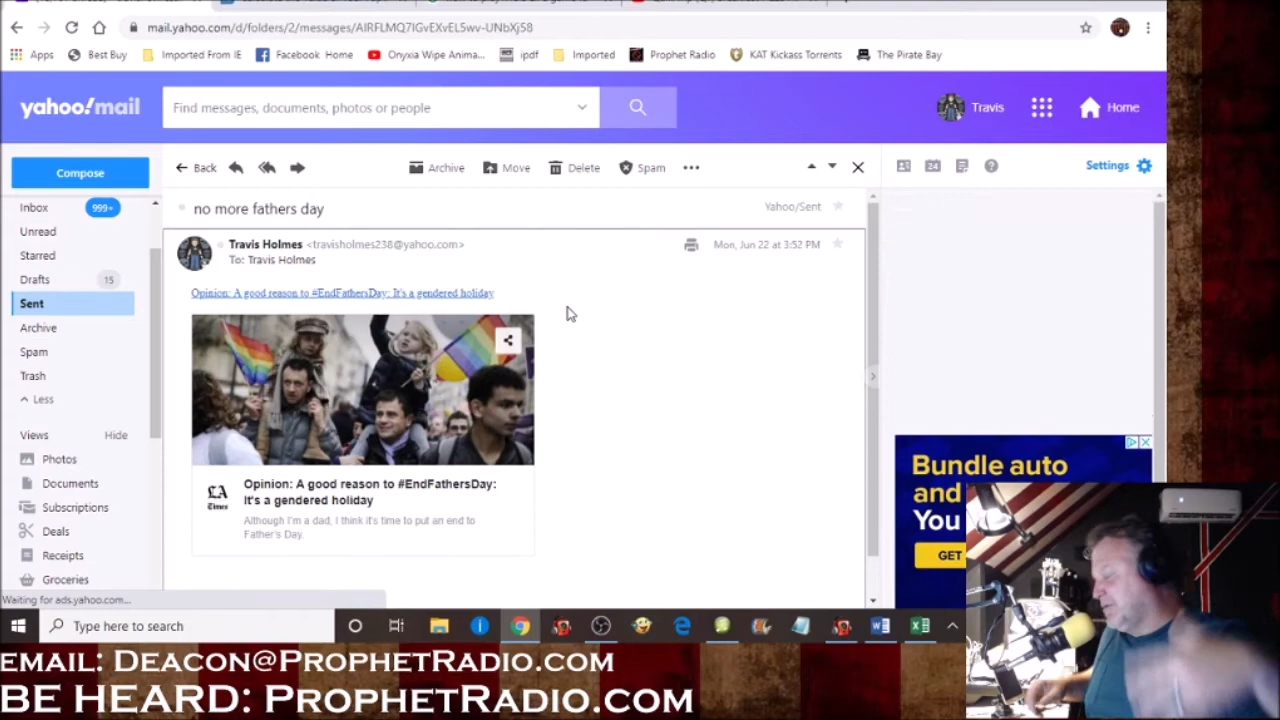 mail.yahoo.com/d/folders/2/messages/AIRFLMQ7IGvEXvEL5wv-UNbXj58
Apps Best Buy Imported From IE Facebook Home Onyxia Wipe Anima... ipdf Imported Prophet Radio KAT Kickass Torrents The Pirate Bay
yahoo!mail Find messages, documents, photos or people Travis Home
Compose Back Archive Move Delete Spam ••• Settings
Inbox 999+
no more fathers day Yahoo/Sent
Unread
Travis Holmes <travisholmes238@yahoo.com> Mon, Jun 22 at 3:52 PM
Starred
To: Travis Holmes
Drafts 15
Opinion: A good reason to #EndFathersDay: It's a gendered holiday
Sent
Archive
Spam
Trash
Less
Views Hide
Photos
Documents
Subscriptions
Deals
Receipts
Groceries
LA
Times
Opinion: A good reason to #EndFathersDay:
It's a gendered holiday
Although I'm a dad, I think it's time to put an end to
Father's Day.
Bundle auto
and
You
GET
Waiting for ads.yahoo.com...
Type here to search
EMAIL: DEACON@PROPHETRADIO.COM
BE HEARD: PROPHETRADIO.COM